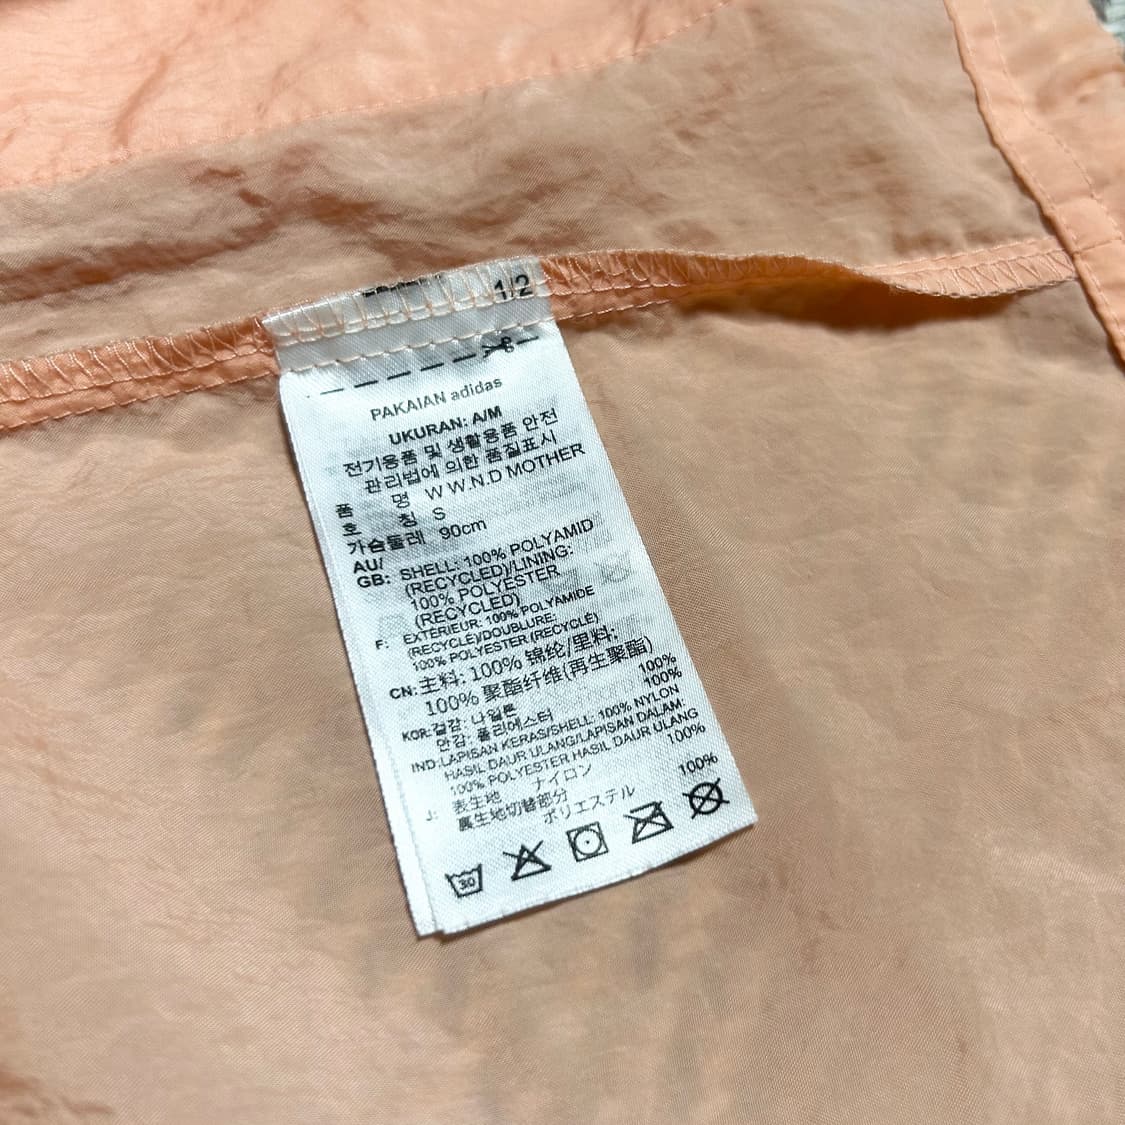 1/2
PAKAIAN adidas
UKURAN: A/M
전기용품 및 생활용품 안전
관리법에 의한 품질표시
품 명 W W.N.D MOTHER
호 칭 S
가슴둘레 90cm
AU/
GB: SHELL: 100% POLYAMID
(RECYCLED)/LINING:
100% POLYESTER
(RECYCLED)
F: EXTÉRIEUR: 100% POLYAMIDE
(RECYCLÉ)/DOUBLURE:
100% POLYESTER (RECYCLÉ)
CN: 主料: 100% 锦纶/里料:
100% 聚酯纤维(再生聚酯)
KOR: 겉감: 나일론 100%
안감: 폴리에스터 100%
IND: LAPISAN KERAS/SHELL: 100% NYLON
HASIL DAUR ULANG/LAPISAN DALAM:
100% POLYESTER HASIL DAUR ULANG
J: 表生地 ナイロン 100%
裏生地切替部分
ポリエステル 100%
30